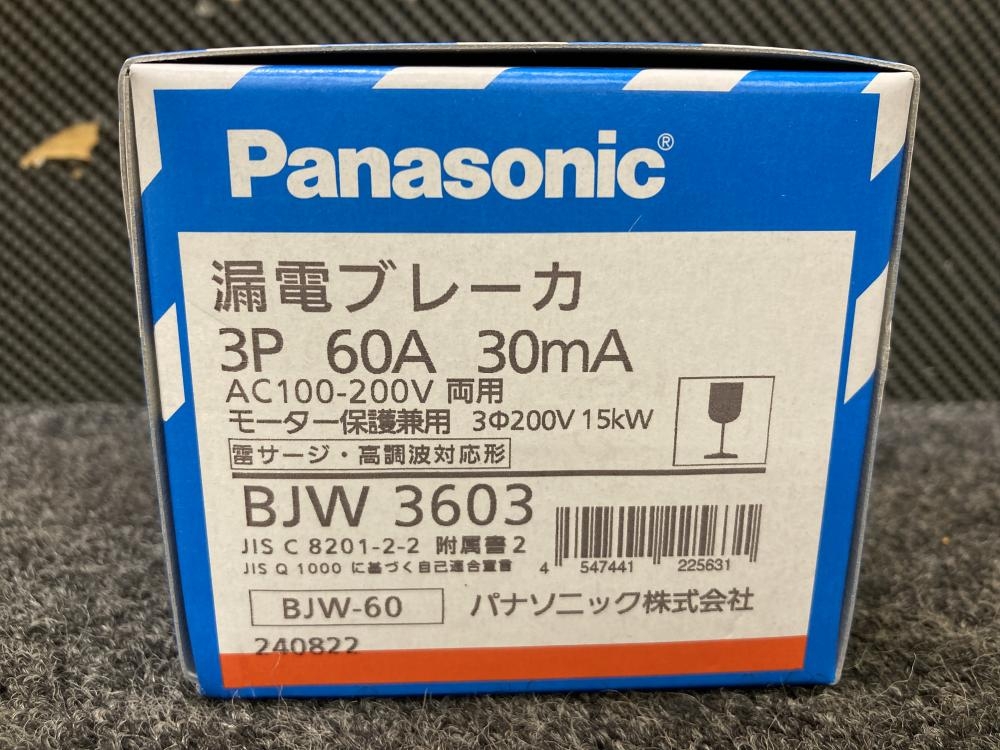 Panasonic®
漏電ブレーカ
3P 60A 30mA
AC100-200V 両用
モーター保護兼用 3Φ200V 15kW
雷サージ・高調波対応形
BJW 3603
JIS C 8201-2-2 附属書2
JIS Q 1000 に基づく自己適合宣言
4 547441 225631
BJW-60 パナソニック株式会社
240822